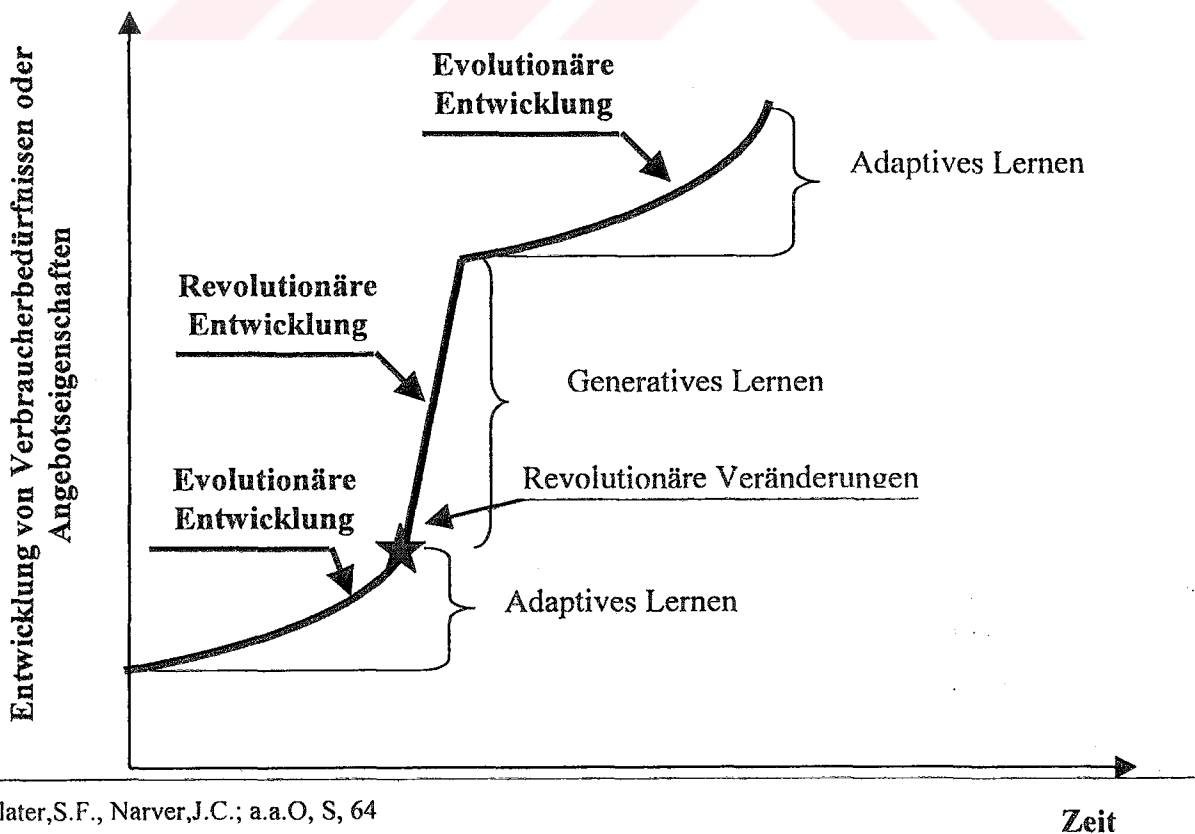 Entwicklung von Verbraucherbedürfnissen oder
Angebotseigenschaften
Evolutionäre
Entwicklung
Adaptives Lernen
Revolutionäre
Entwicklung
Generatives Lernen
Evolutionäre
Entwicklung
Revolutionäre Veränderungen
Adaptives Lernen
later,S.F., Narver,J.C.; a.a.O, S, 64
Zeit